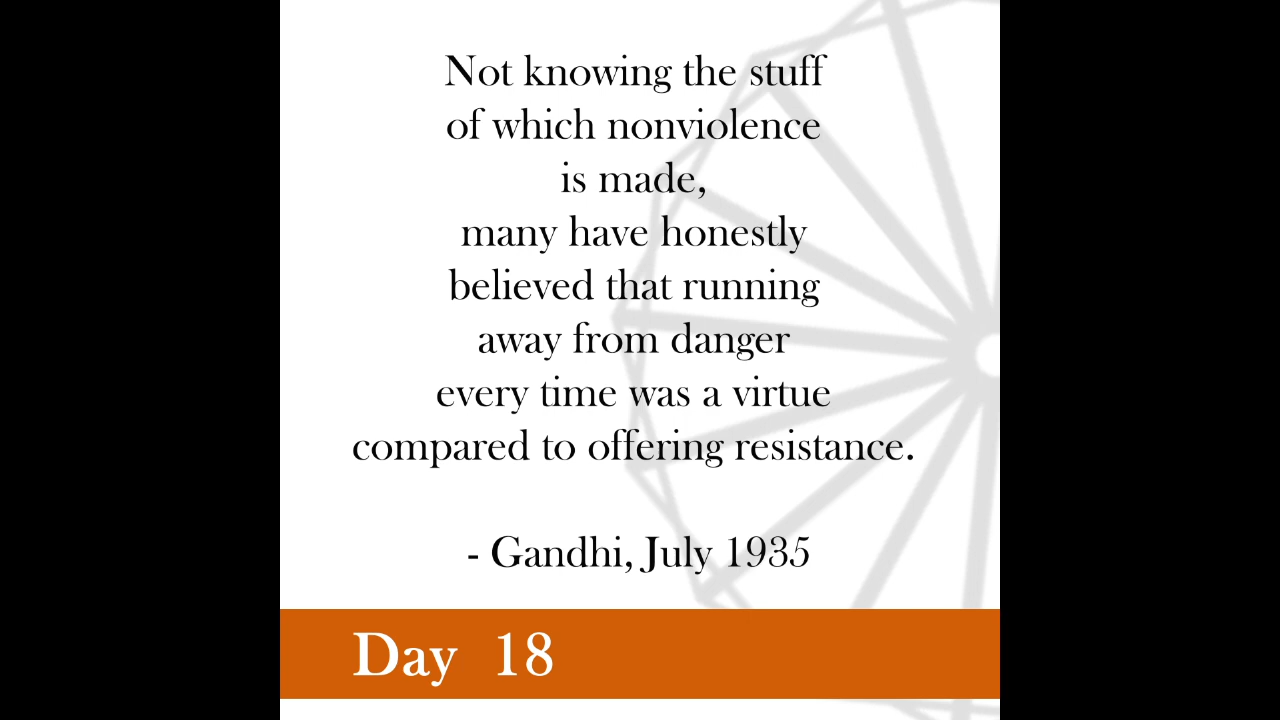 Not knowing the stuff
of which nonviolence
is made,
many have honestly
believed that running
away from danger
every time was a virtue
compared to offering resistance.
- Gandhi, July 1935
Day 18